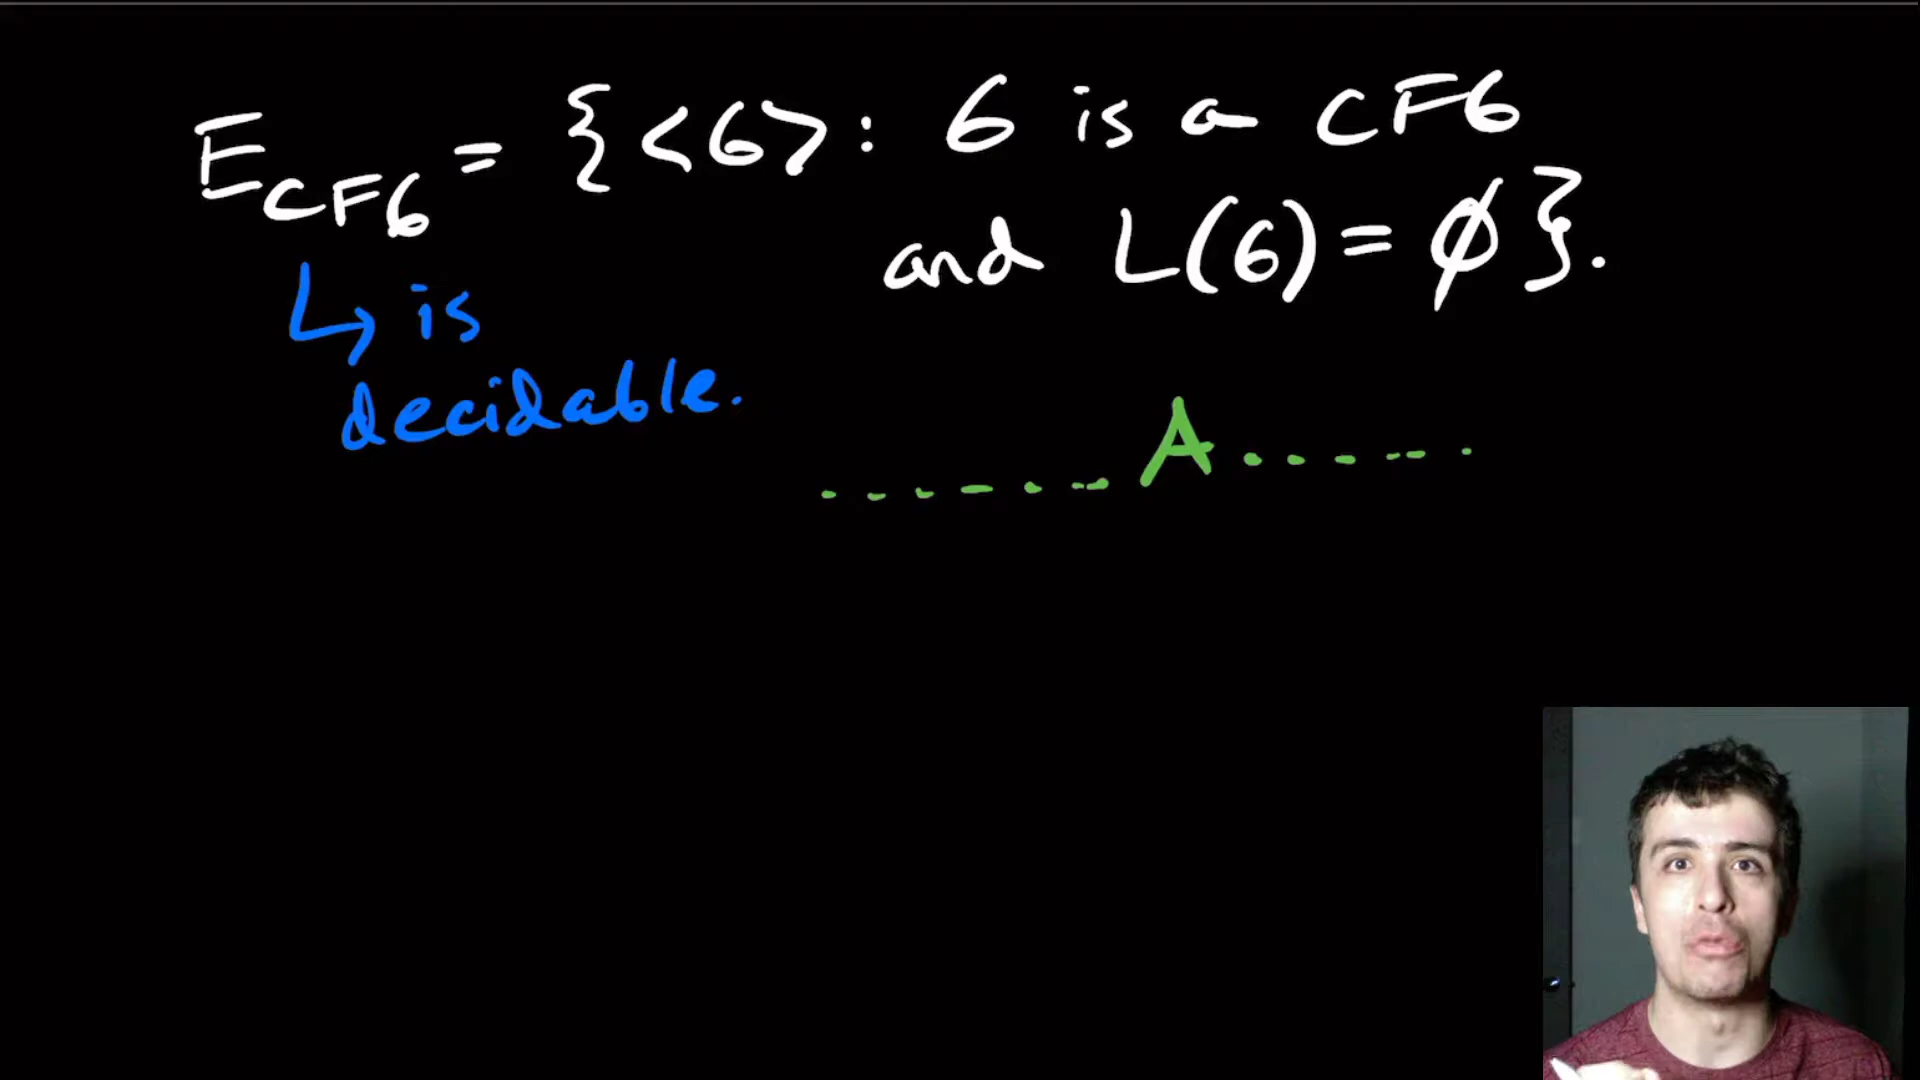 E_CFG = {<G>: G is a CFG
and L(G) = ∅}.
↳ is
decidable.
......A......